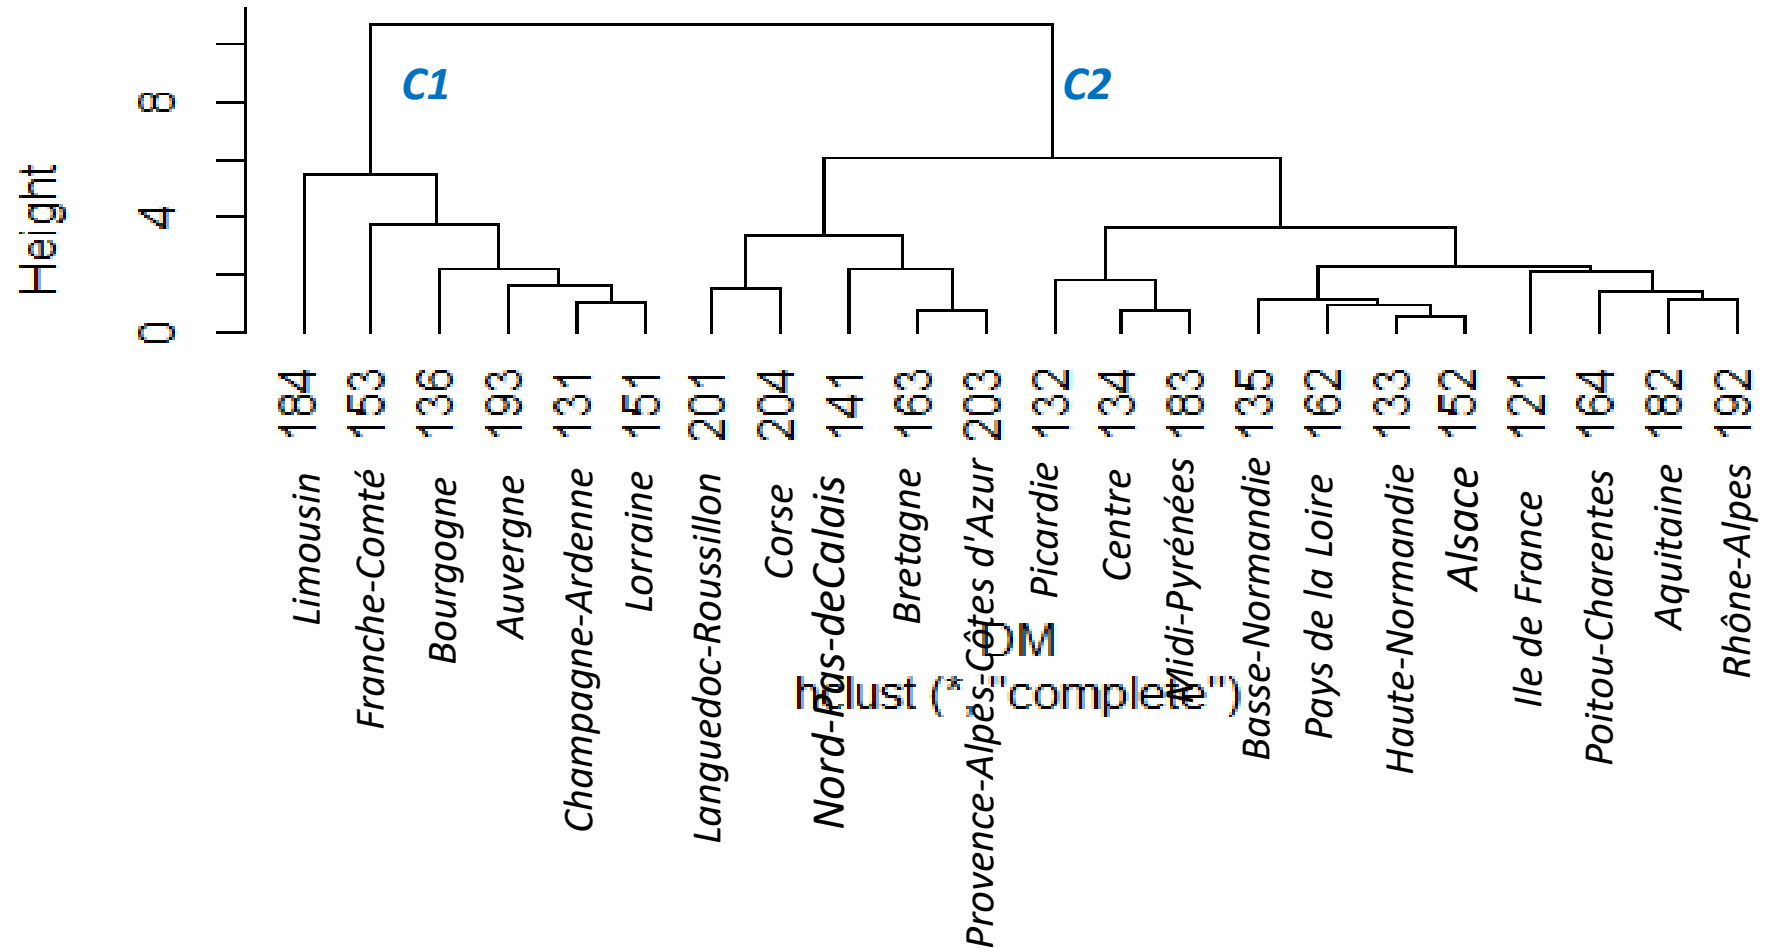 C1
C2
Height
8
4
0
184
153
136
193
131
151
201
204
141
163
203
132
134
183
135
162
133
152
121
164
182
192
Limousin
Franche-Comté
Bourgogne
Auvergne
Champagne-Ardenne
Lorraine
Languedoc-Roussillon
Corse
Nord-Pas-deCalais
Bretagne
Provence-Alpes-Côtes d'Azur
Picardie
Centre
Midi-Pyrénées
Basse-Normandie
Pays de la Loire
Haute-Normandie
Alsace
Ile de France
Poitou-Charentes
Aquitaine
Rhône-Alpes
DM
hclust (*, "complete")